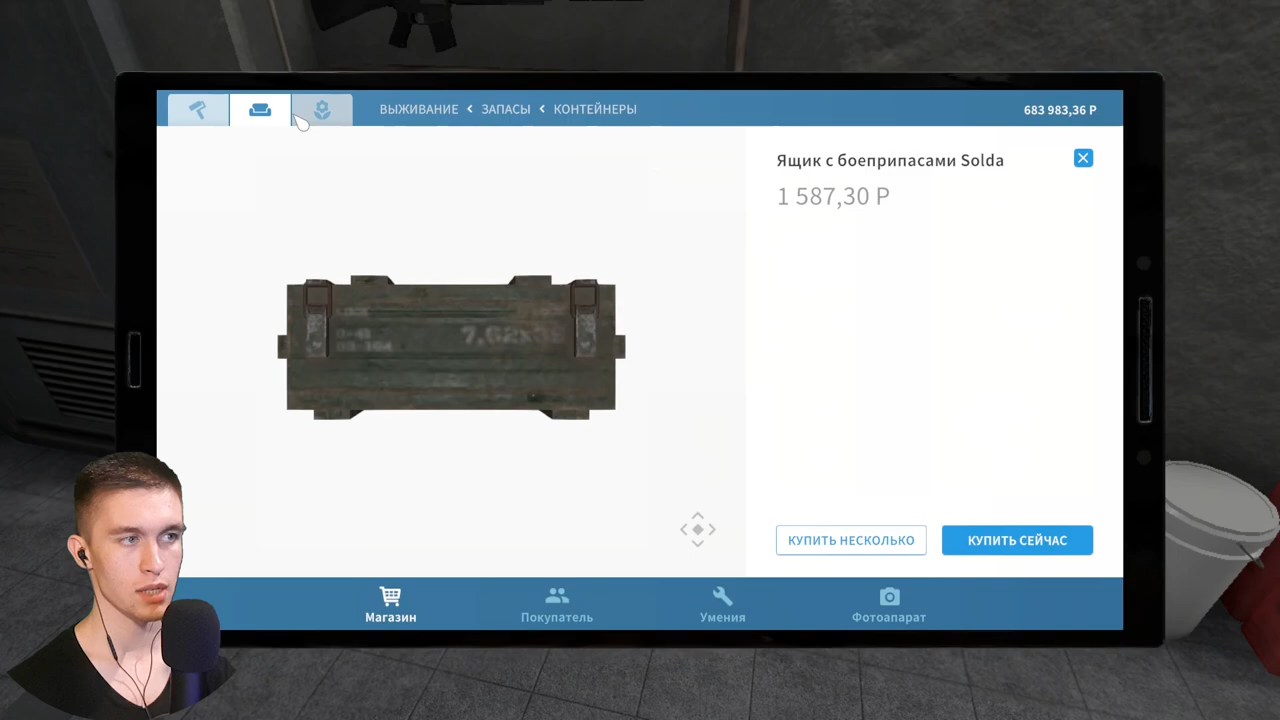 ВЫЖИВАНИЕ < ЗАПАСЫ < КОНТЕЙНЕРЫ
683 983,36 Р
Ящик с боеприпасами Solda
1 587,30 Р
КУПИТЬ НЕСКОЛЬКО
КУПИТЬ СЕЙЧАС
Магазин
Покупатель
Умения
Фотоаппарат